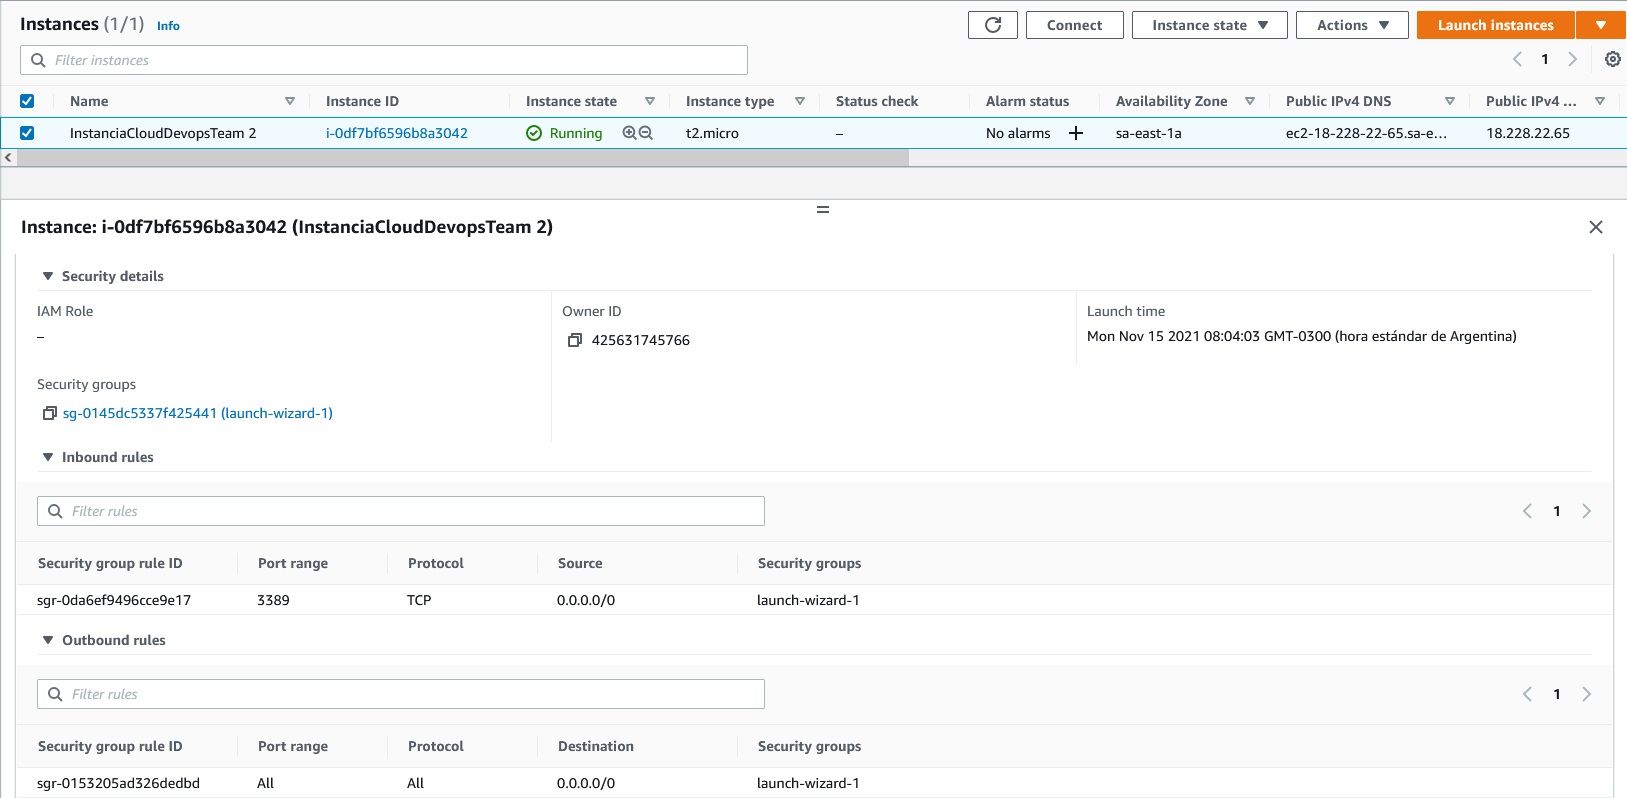 Instances (1/1) Info
Connect Instance state Actions Launch instances
Filter instances 1
Name Instance ID Instance state Instance type Status check Alarm status Availability Zone Public IPv4 DNS Public IPv4 ...
InstanciaCloudDevopsTeam 2 i-0df7bf6596b8a3042 Running t2.micro – No alarms + sa-east-1a ec2-18-228-22-65.sa-e... 18.228.22.65
Instance: i-0df7bf6596b8a3042 (InstanciaCloudDevopsTeam 2)
Security details
IAM Role Owner ID Launch time
– 425631745766 Mon Nov 15 2021 08:04:03 GMT-0300 (hora estándar de Argentina)
Security groups
sg-0145dc5337f425441 (launch-wizard-1)
Inbound rules
Filter rules 1
Security group rule ID Port range Protocol Source Security groups
sgr-0da6ef9496cce9e17 3389 TCP 0.0.0.0/0 launch-wizard-1
Outbound rules
Filter rules 1
Security group rule ID Port range Protocol Destination Security groups
sgr-0153205ad326dedbd All All 0.0.0.0/0 launch-wizard-1